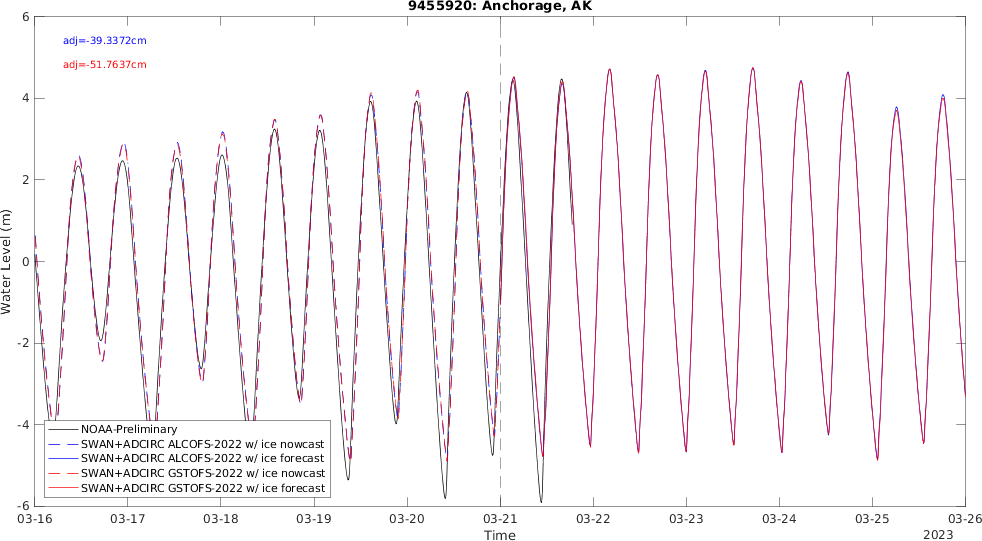 9455920: Anchorage, AK
adj=-39.3372cm
adj=-51.7637cm
Water Level (m)
6
4
2
0
-2
-4
-6
NOAA-Preliminary
SWAN+ADCIRC ALCOFS-2022 w/ ice nowcast
SWAN+ADCIRC ALCOFS-2022 w/ ice forecast
SWAN+ADCIRC GSTOFS-2022 w/ ice nowcast
SWAN+ADCIRC GSTOFS-2022 w/ ice forecast
03-16 03-17 03-18 03-19 03-20 03-21 03-22 03-23 03-24 03-25 03-26
Time
2023